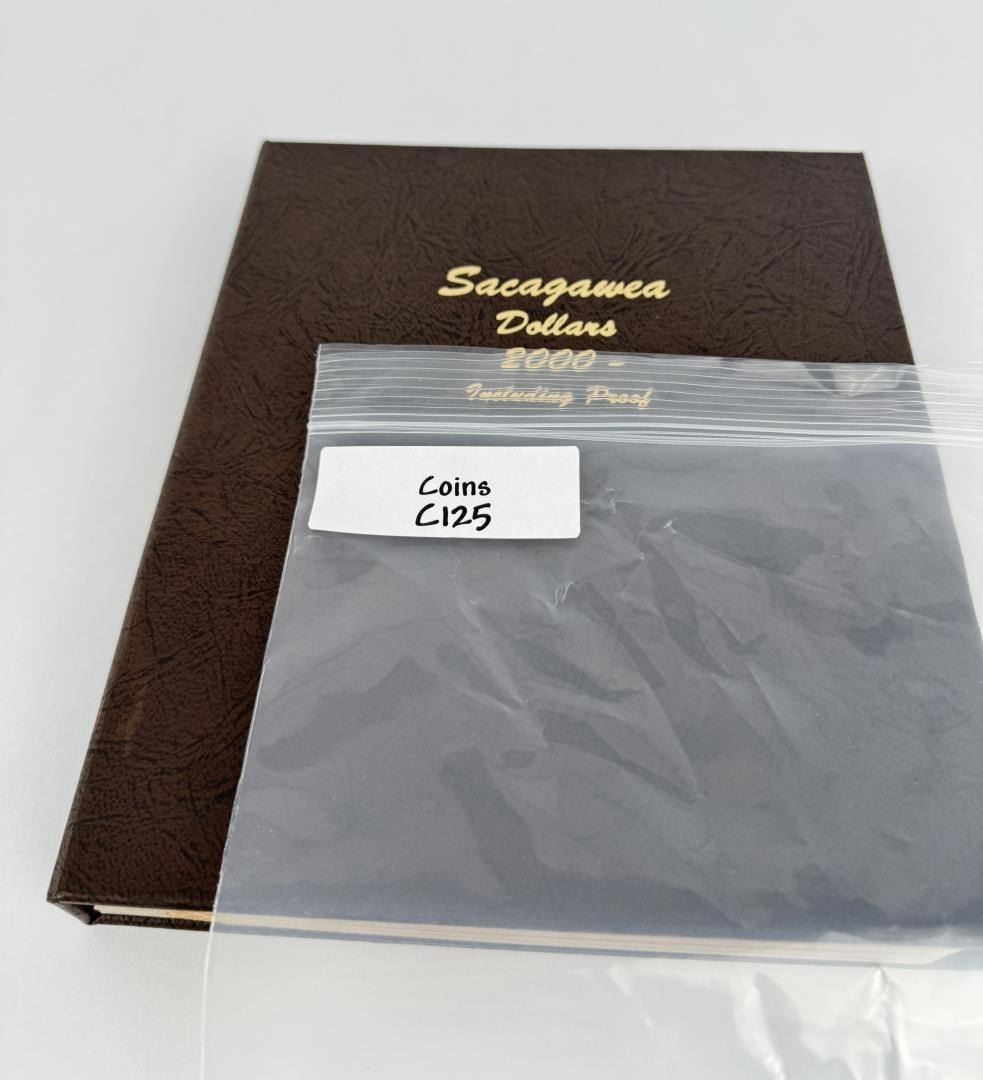 Sacagawea
Dollars
2000 -
Including Proof
Coins
C125